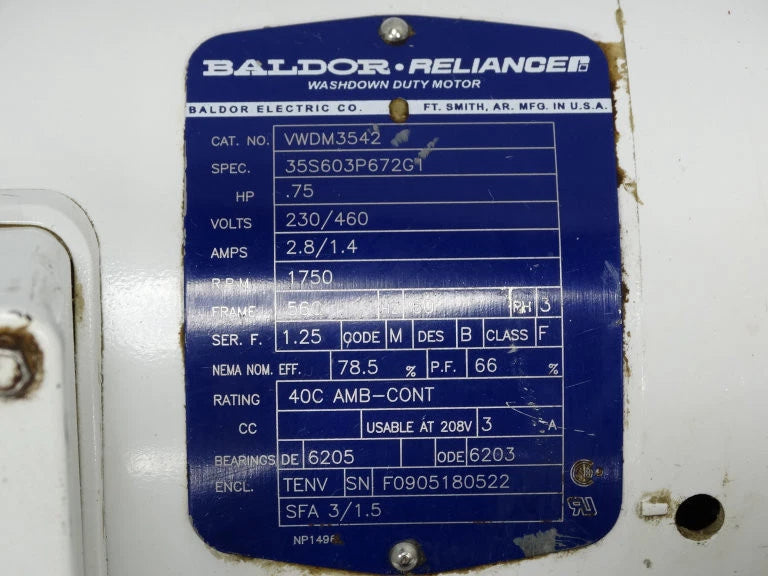 BALDOR • RELIANCER
WASHDOWN DUTY MOTOR
BALDOR ELECTRIC CO. FT. SMITH, AR. MFG. IN U.S.A.
CAT. NO. VWDM3542
SPEC. 35S603P672G1
HP .75
VOLTS 230/460
AMPS 2.8/1.4
R.P.M. 1750
FRAME 56C HZ 60 PH 3
SER. F. 1.25 CODE M DES B CLASS F
NEMA NOM. EFF. 78.5 % P.F. 66 %
RATING 40C AMB-CONT
CC USABLE AT 208V 3 A
BEARINGS DE 6205 ODE 6203
ENCL. TENV SN F0905180522
SFA 3/1.5